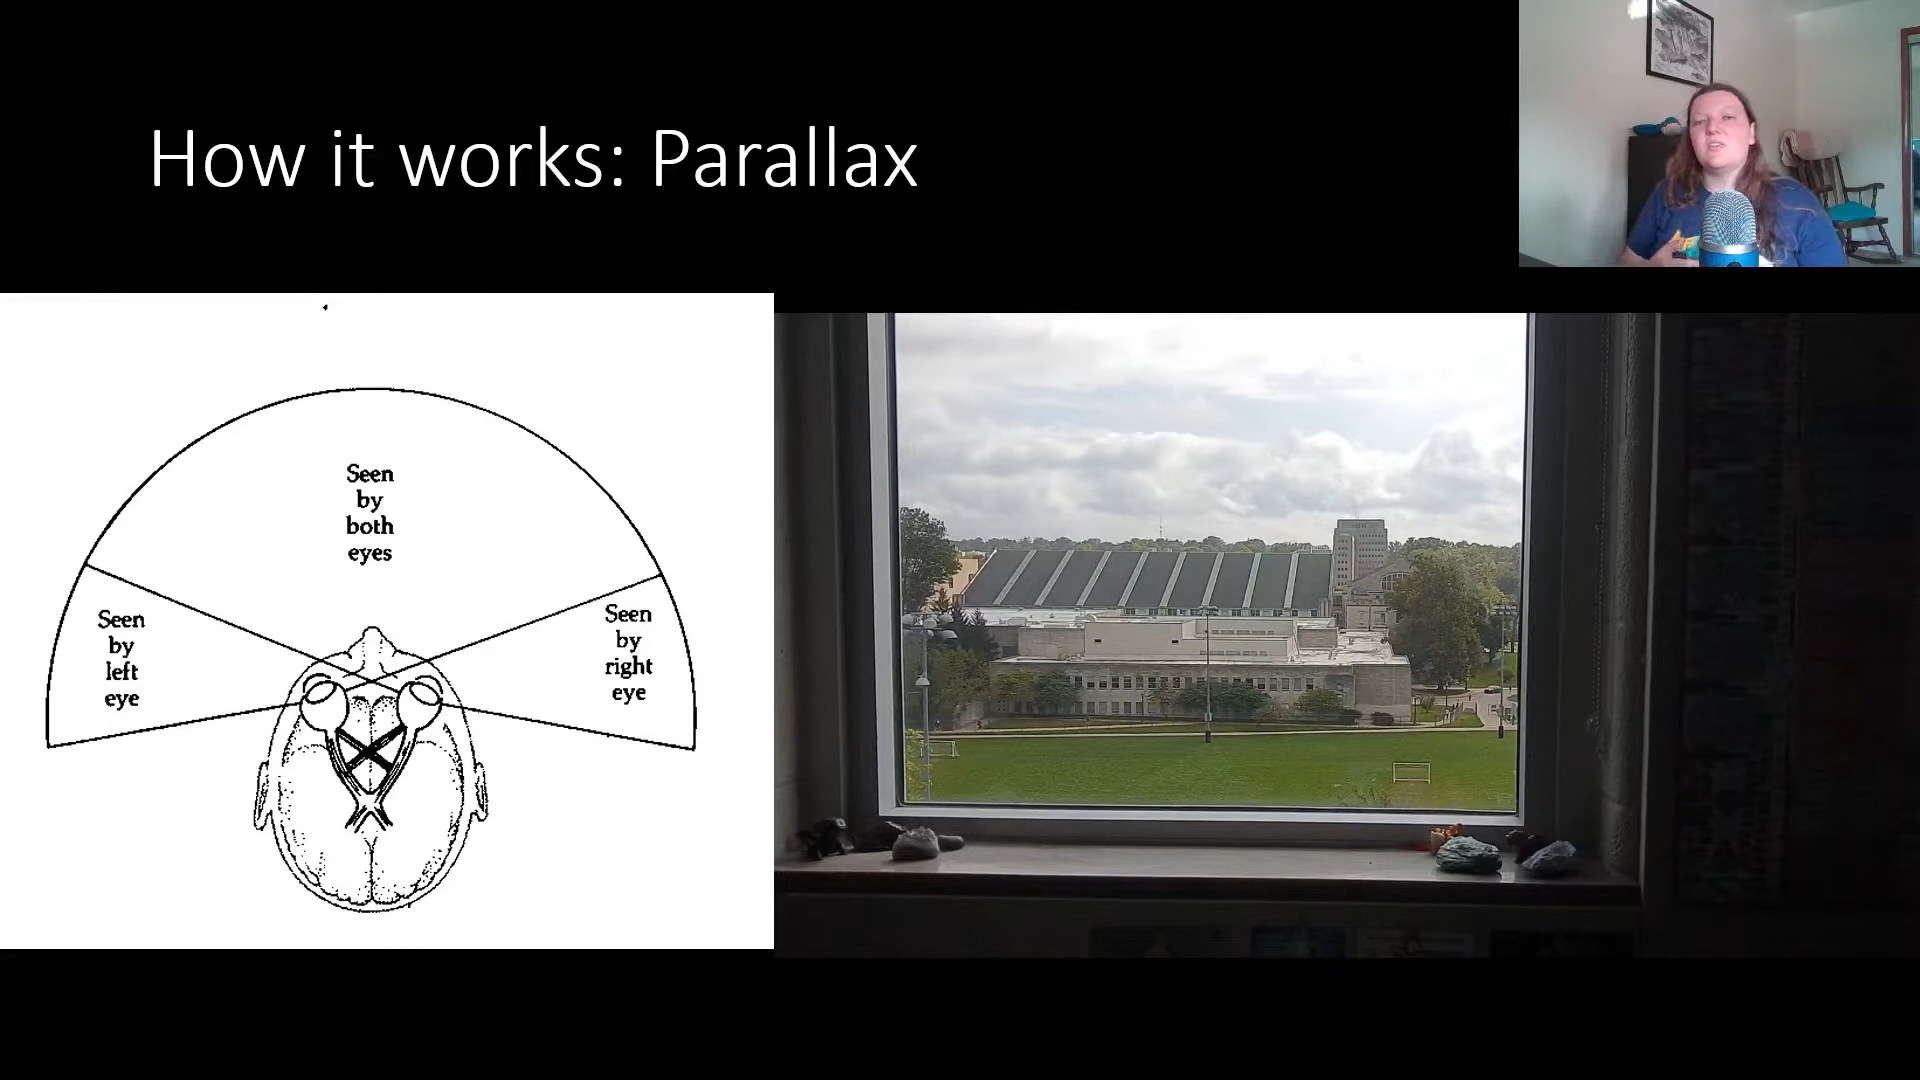 How it works: Parallax
Seen
by
both
eyes
Seen
by
left
eye
Seen
by
right
eye